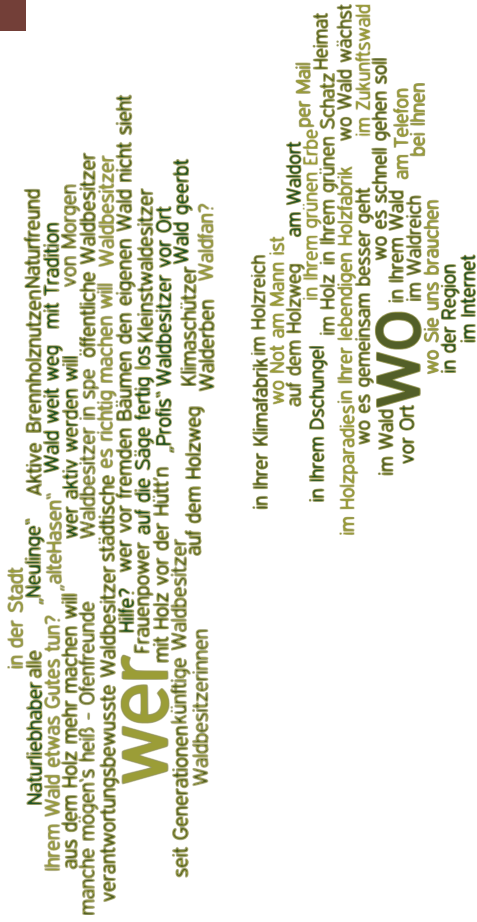 in der Stadt
Naturliebhaber alle „Neulinge“ Aktive Brennholznutzen Naturfreund
Ihrem Wald etwas Gutes tun? „alteHasen“ Wald weit weg mit Tradition
aus dem Holz mehr machen will wer aktiv werden will von Morgen
manche mögen's heiß - Ofenfreunde Waldbesitzer in spe öffentliche Waldbesitzer
verantwortungsbewusste Waldbesitzer städtische es richtig machen will Waldbesitzer
Hilfe? wer vor fremden Bäumen den eigenen Wald nicht sieht
wer
Frauenpower auf die Säge fertig los Kleinstwaldesitzer
mit Holz vor der Hütt'n „Profis“ Waldbesitzer vor Ort
seit Generationen künftige Waldbesitzer Klimaschützer Wald geerbt
auf dem Holzweg Walderben Waldfan?
Waldbesitzerinnen
in Ihrer Klimafabrik im Holzreich
wo Not am Mann ist
auf dem Holzweg am Waldort
in Ihrem grünen Erbe per Mail
in Ihrem Dschungel im Holz in Ihrem grünen Schatz Heimat
im Holzparadies in Ihrer lebendigen Holzfabrik wo Wald wächst
wo es gemeinsam besser geht im Zukunftswald
im Wald wo es schnell gehen soll
wo
in Ihrem Wald am Telefon
vor Ort im Waldreich bei Ihnen
wo Sie uns brauchen
in der Region
im Internet